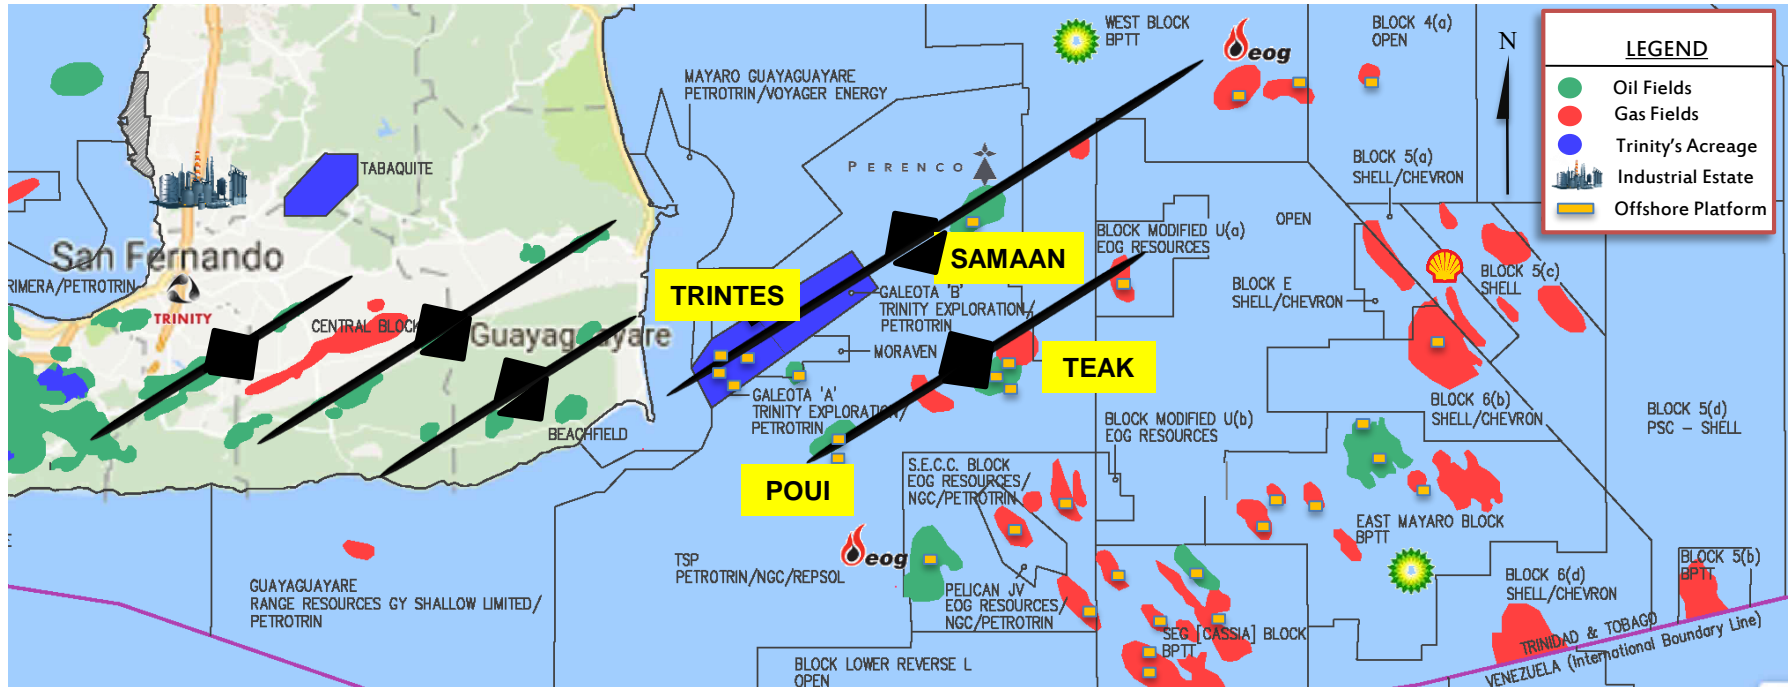 WEST BLOCK
BPTT
eog
BLOCK 4(a)
OPEN
N
LEGEND
Oil Fields
Gas Fields
Trinity's Acreage
Industrial Estate
Offshore Platform
MAYARO GUAYAGUAYARE
PETROTRIN/VOYAGER ENERGY
PERENCO
BLOCK 5(a)
SHELL/CHEVRON
TABAQUITE
OPEN
BLOCK MODIFIED U(a)
EOG RESOURCES
San Fernando
RIMERA/PETROTRIN
TRINITY
CENTRAL BLOCK
Guayaguayare
TRINTES
SAMAAN
GALEOTA 'B'
TRINITY EXPLORATION/
PETROTRIN
MORAVEN
BLOCK E
SHELL/CHEVRON
BLOCK 5(c)
SHELL
TEAK
GALEOTA 'A'
TRINITY EXPLORATION/
PETROTRIN
BEACHFIELD
BLOCK MODIFIED U(b)
EOG RESOURCES
BLOCK 6(b)
SHELL/CHEVRON
BLOCK 5(d)
PSC - SHELL
POUI
S.E.C.C. BLOCK
EOG RESOURCES/
NGC/PETROTRIN
EAST MAYARO BLOCK
BPTT
eog
TSP
PETROTRIN/NGC/REPSOL
GUAYAGUAYARE
RANGE RESOURCES GY SHALLOW LIMITED/
PETROTRIN
PELICAN JV
EOG RESOURCES/
NGC/PETROTRIN
BLOCK 6(d)
SHELL/CHEVRON
BLOCK 5(b)
BPTT
SEG [CASSIA] BLOCK
BPTT
BLOCK LOWER REVERSE L
OPEN
TRINIDAD & TOBAGO
VENEZUELA (International Boundary Line)